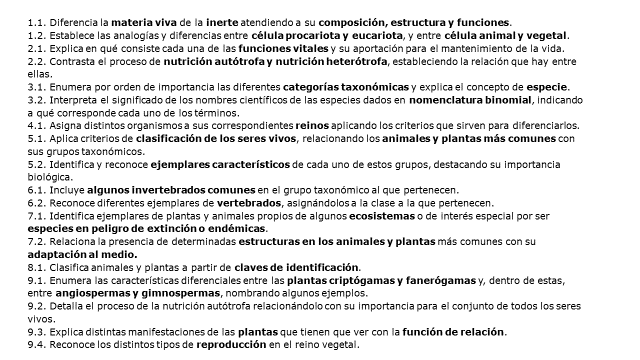 1.1. Diferencia la materia viva de la inerte atendiendo a su composición, estructura y funciones.
1.2. Establece las analogías y diferencias entre célula procariota y eucariota, y entre célula animal y vegetal.
2.1. Explica en qué consiste cada una de las funciones vitales y su aportación para el mantenimiento de la vida.
2.2. Contrasta el proceso de nutrición autótrofa y nutrición heterótrofa, estableciendo la relación que hay entre
ellas.
3.1. Enumera por orden de importancia las diferentes categorías taxonómicas y explica el concepto de especie.
3.2. Interpreta el significado de los nombres científicos de las especies dados en nomenclatura binomial, indicando
a qué corresponde cada uno de los términos.
4.1. Asigna distintos organismos a sus correspondientes reinos aplicando los criterios que sirven para diferenciarlos.
5.1. Aplica criterios de clasificación de los seres vivos, relacionando los animales y plantas más comunes con
sus grupos taxonómicos.
5.2. Identifica y reconoce ejemplares característicos de cada uno de estos grupos, destacando su importancia
biológica.
6.1. Incluye algunos invertebrados comunes en el grupo taxonómico al que pertenecen.
6.2. Reconoce diferentes ejemplares de vertebrados, asignándolos a la clase a la que pertenecen.
7.1. Identifica ejemplares de plantas y animales propios de algunos ecosistemas o de interés especial por ser
especies en peligro de extinción o endémicas.
7.2. Relaciona la presencia de determinadas estructuras en los animales y plantas más comunes con su
adaptación al medio.
8.1. Clasifica animales y plantas a partir de claves de identificación.
9.1. Enumera las características diferenciales entre las plantas criptógamas y fanerógamas y, dentro de estas,
entre angiospermas y gimnospermas, nombrando algunos ejemplos.
9.2. Detalla el proceso de la nutrición autótrofa relacionándolo con su importancia para el conjunto de todos los seres
vivos.
9.3. Explica distintas manifestaciones de las plantas que tienen que ver con la función de relación.
9.4. Reconoce los distintos tipos de reproducción en el reino vegetal.